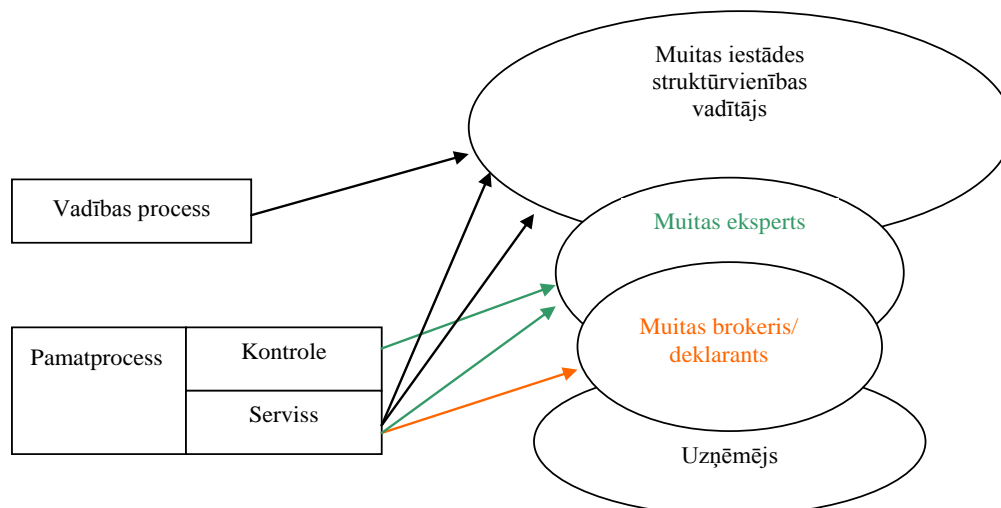 Muitas iestādes
struktūrvienības
vadītājs
Vadības process
Muitas eksperts
Pamatprocess
Kontrole
Serviss
Muitas brokeris/
deklarants
Uzņēmējs